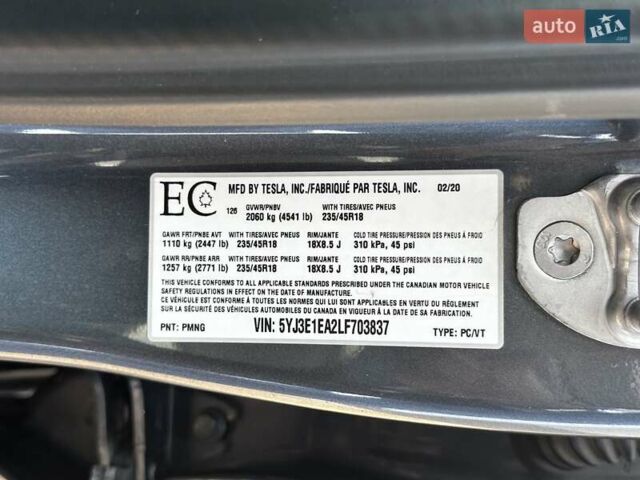 auto RIA .com
EC
MFD BY TESLA, INC./FABRIQUÉ PAR TESLA, INC. 02/20
126 GVWR/PNBV WITH TIRES/AVEC PNEUS
2060 kg (4541 lb) 235/45R18
GAWR FRT/PNBE AVT WITH TIRES/AVEC PNEUS RIM/JANTE COLD TIRE PRESSURE/PRESSION DES PNEUS À FROID
1110 kg (2447 lb) 235/45R18 18X8.5 J 310 kPa, 45 psi
GAWR RR/PNBE ARR WITH TIRES/AVEC PNEUS RIM/JANTE COLD TIRE PRESSURE/PRESSION DES PNEUS À FROID
1257 kg (2771 lb) 235/45R18 18X8.5 J 310 kPa, 45 psi
THIS VEHICLE CONFORMS TO ALL APPLICABLE STANDARDS PRESCRIBED UNDER THE CANADIAN MOTOR VEHICLE
SAFETY REGULATIONS IN EFFECT ON THE DATE OF MANUFACTURE.
CE VÉHICULE EST CONFORME À TOUTES LES NORMES QUI LUI SONT APPLICABLES EN VERTU DU RÈGLEMENT
SUR LA SÉCURITÉ DES VÉHICULES AUTOMOBILES DU CANADA EN VIGUEUR À LA DATE DE SA FABRICATION.
PNT: PMNG VIN: 5YJ3E1EA2LF703837 TYPE: PC/VT